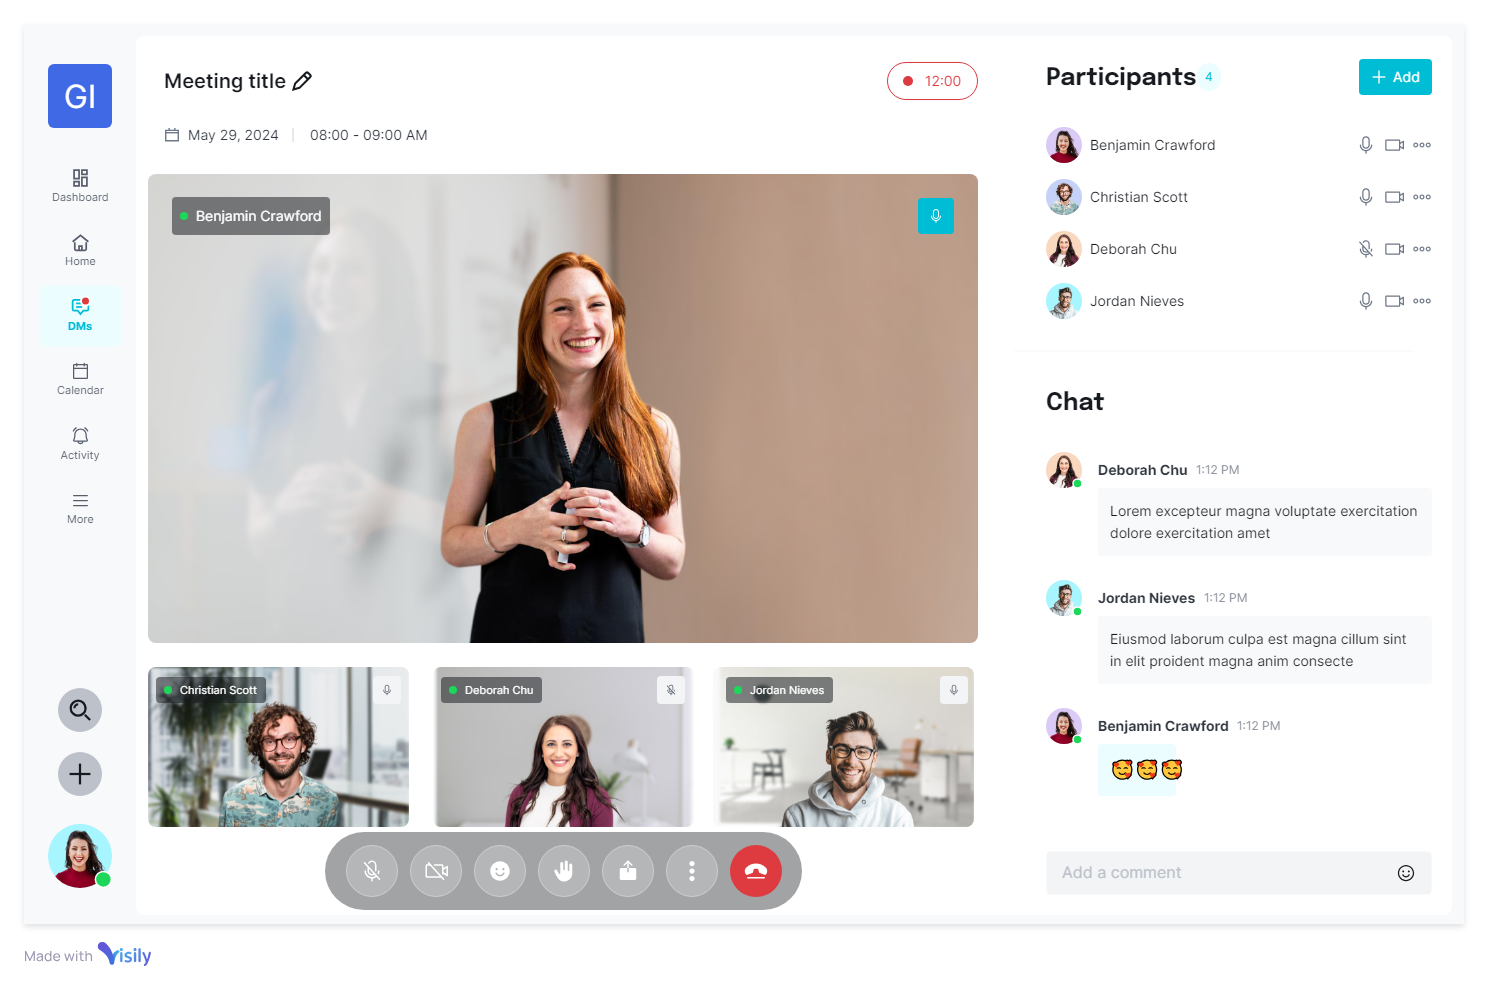 GI
Dashboard
Home
DMs
Calendar
Activity
More
Meeting title
12:00
May 29, 2024
08:00 - 09:00 AM
Benjamin Crawford
Christian Scott
Deborah Chu
Jordan Nieves
Participants 4
+ Add
Benjamin Crawford
Christian Scott
Deborah Chu
Jordan Nieves
Chat
Deborah Chu 1:12 PM
Lorem excepteur magna voluptate exercitation
dolore exercitation amet
Jordan Nieves 1:12 PM
Eiusmod laborum culpa est magna cillum sint
in elit proident magna anim consecte
Benjamin Crawford 1:12 PM
🥰🥰🥰
Add a comment
Made with Visily